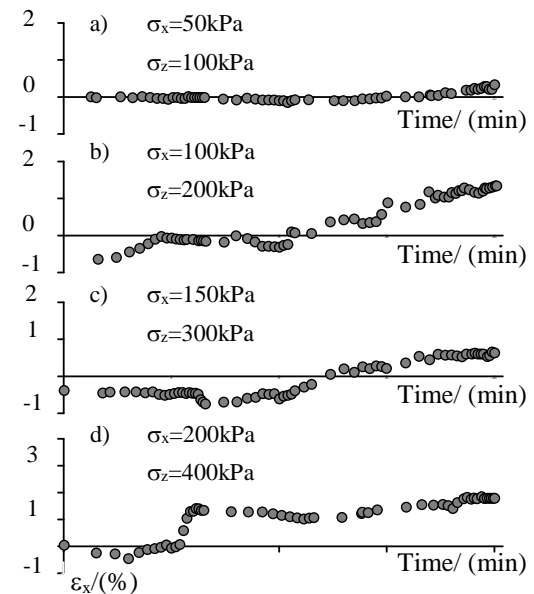 2
a) σx=50kPa
σz=100kPa
0
-1
Time/ (min)
2
b) σx=100kPa
σz=200kPa
0
-1
Time/ (min)
2
c) σx=150kPa
1
σz=300kPa
-1
Time/ (min)
d) σx=200kPa
3
σz=400kPa
1
-1
Time/ (min)
εx/(%)